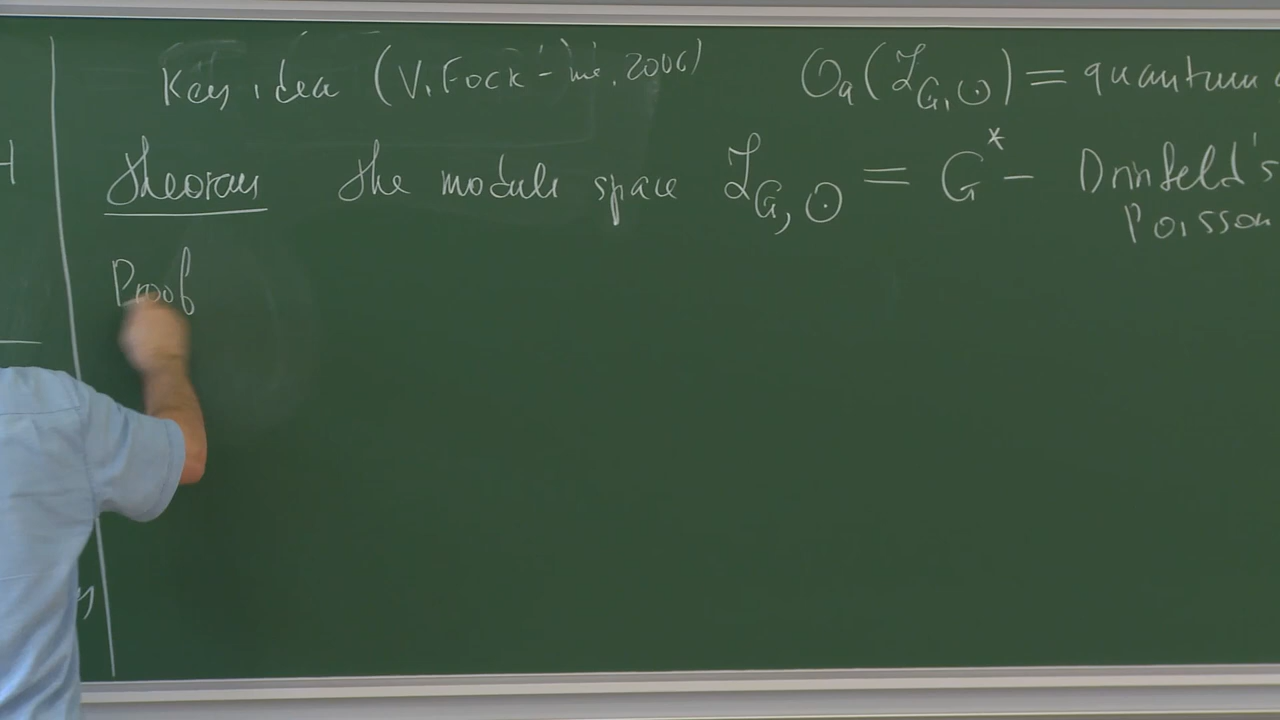 Key idea (V. Fock - me, 2006) O_q(𝓛_{G,⊙}) = quantum
Theorem The moduli space 𝓛_{G,⊙} = G* - Drinfeld's
Poisson
Proof
H
y